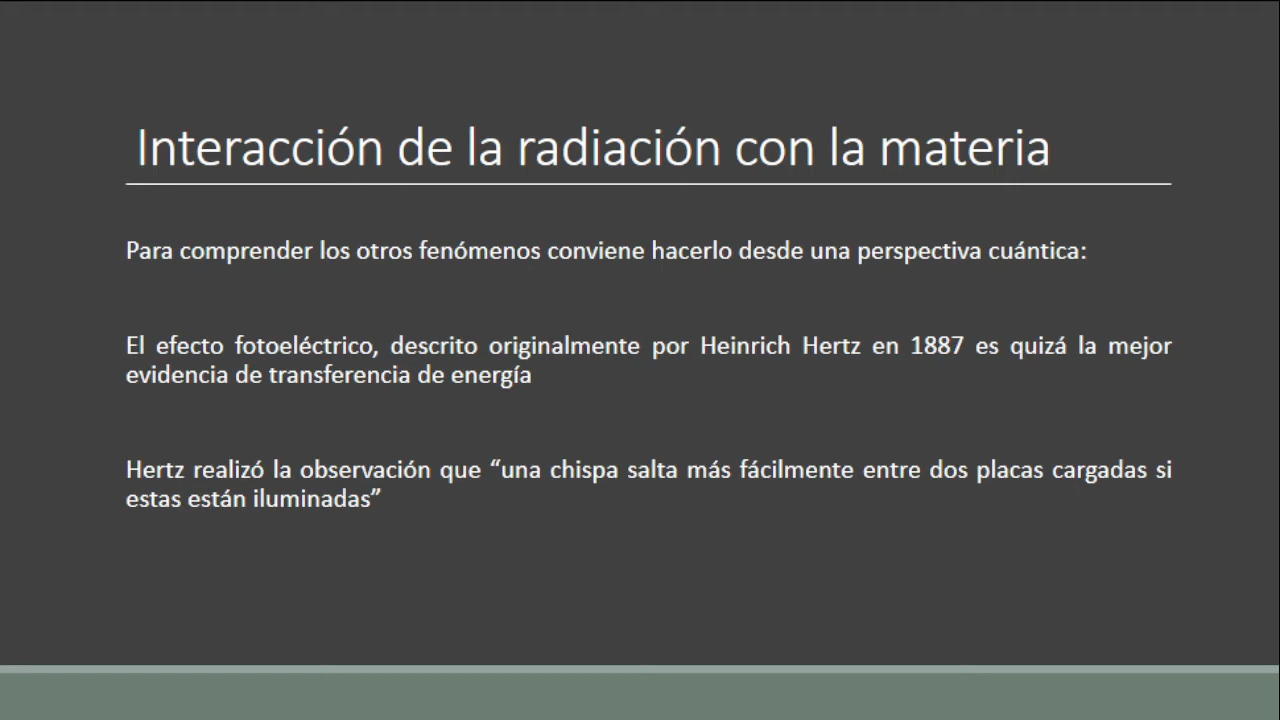 Interacción de la radiación con la materia
Para comprender los otros fenómenos conviene hacerlo desde una perspectiva cuántica:
El efecto fotoeléctrico, descrito originalmente por Heinrich Hertz en 1887 es quizá la mejor
evidencia de transferencia de energía
Hertz realizó la observación que “una chispa salta más fácilmente entre dos placas cargadas si
estas están iluminadas”